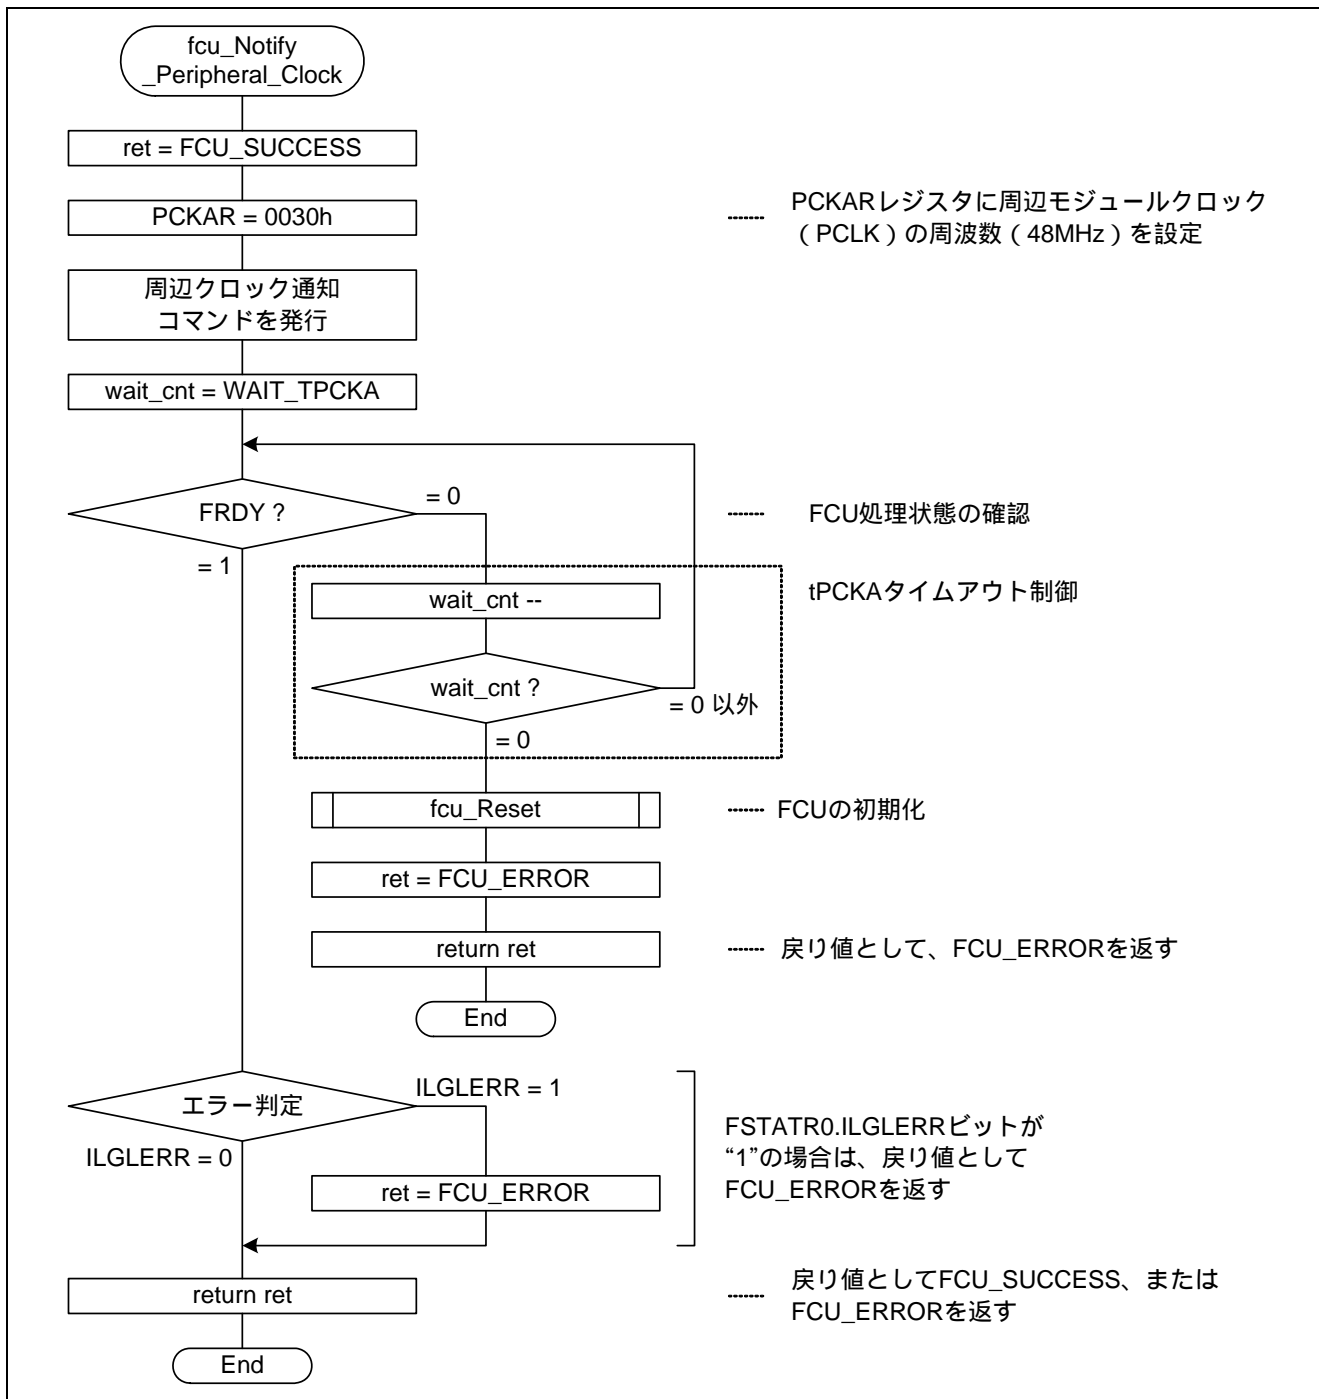 fcu_Notify
_Peripheral_Clock
ret = FCU_SUCCESS
PCKAR = 0030h
PCKARレジスタに周辺モジュールクロック
（PCLK）の周波数（48MHz）を設定
周辺クロック通知
コマンドを発行
wait_cnt = WAIT_TPCKA
FRDY ?
= 0
FCU処理状態の確認
= 1
tPCKAタイムアウト制御
wait_cnt --
wait_cnt ?
= 0 以外
= 0
fcu_Reset
FCUの初期化
ret = FCU_ERROR
return ret
戻り値として、FCU_ERRORを返す
End
エラー判定
ILGLERR = 1
ILGLERR = 0
FSTATR0.ILGLERRビットが
“1”の場合は、戻り値として
FCU_ERRORを返す
ret = FCU_ERROR
return ret
戻り値としてFCU_SUCCESS、または
FCU_ERRORを返す
End